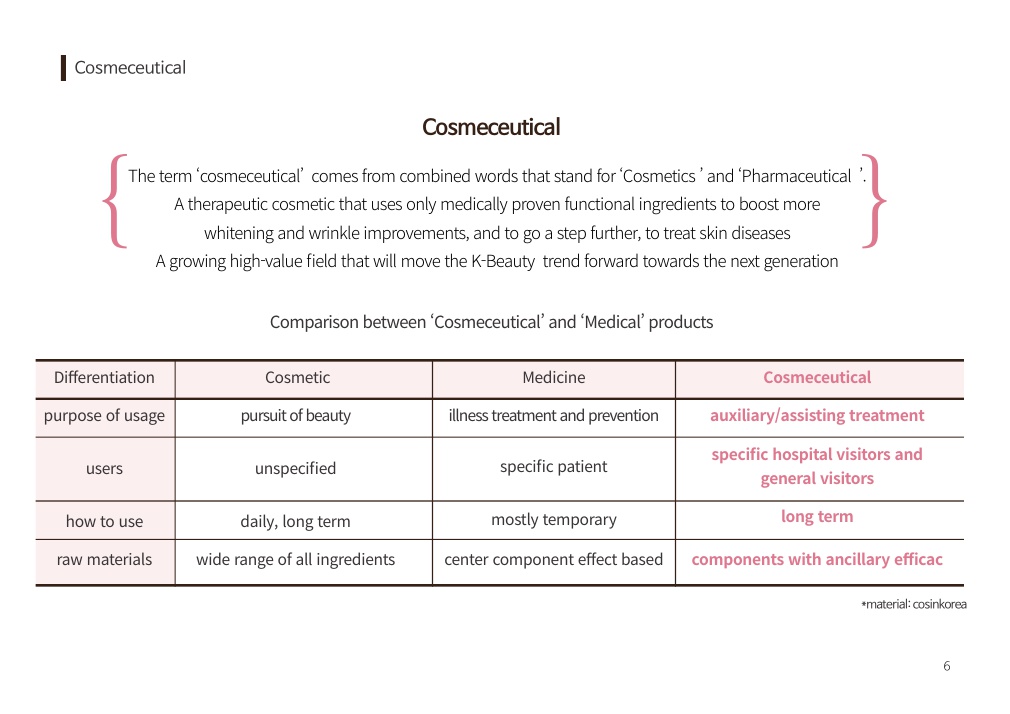 Cosmeceutical
Cosmeceutical
The term ‘cosmeceutical’ comes from combined words that stand for ‘Cosmetics ’ and ‘Pharmaceutical ’.
A therapeutic cosmetic that uses only medically proven functional ingredients to boost more
whitening and wrinkle improvements, and to go a step further, to treat skin diseases
A growing high-value field that will move the K-Beauty trend forward towards the next generation
Comparison between ‘Cosmeceutical’ and ‘Medical’ products
Differentiation Cosmetic Medicine Cosmeceutical
purpose of usage pursuit of beauty illness treatment and prevention auxiliary/assisting treatment
users unspecified specific patient specific hospital visitors and
general visitors
how to use daily, long term mostly temporary long term
raw materials wide range of all ingredients center component effect based components with ancillary efficac
*material: cosinkorea
6